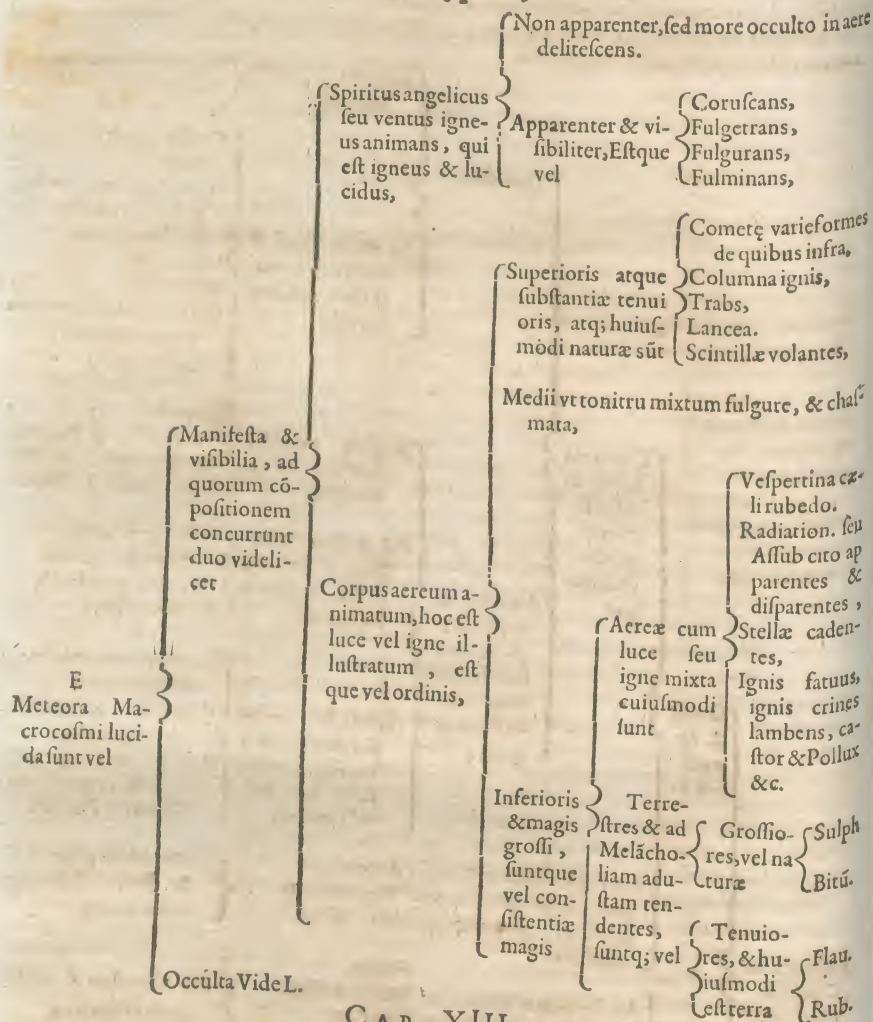 Non apparenter, ſed more occulto in aere
deliteſcens.
Spiritus angelicus
ſeu ventus igne-
us animans, qui
eſt igneus & lu-
cidus,
Apparenter & vi-
ſibiliter, Eſtque
vel
Coruſcans,
Fulgetrans,
Fulgurans,
Fulminans,
Superioris atque
ſubſtantiæ tenui
oris, atq; huiuſ-
modi naturæ sūt
Cometę varieformes
de quibus infra,
Columna ignis,
Trabs,
Lancea.
Scintillæ volantes,
Medii vt tonitru mixtum fulgure, & chaſ-
mata,
Manifeſta &
viſibilia, ad
quorum cō-
poſitionem
concurrunt
duo videli-
cet
Corpus aereum a-
nimatum, hoc eſt
luce vel igne il-
luſtratum, eſt
que vel ordinis,
Aereæ cum
luce ſeu
igne mixta
cuiuſmodi
ſunt
Veſpertina cæ-
li rubedo.
Radiation. ſeu
Aſſub cito ap
parentes &
diſparentes,
Stellæ caden-
tes,
Ignis fatuus,
ignis crines
lambens, ca-
ſtor & Pollux
&c.
E
Meteora Ma-
crocoſmi luci-
da ſunt vel
Inferioris
& magis
groſſi,
ſuntque
vel con-
ſiſtentiæ
magis
Terre-
ſtres & ad
Melācho-
liam adu-
ſtam ten-
dentes,
ſuntq; vel
Groſſio-
res, vel na
turæ
Sulph
Bitū.
Tenuio-
res, & hu-
iuſmodi
eſt terra
Flau.
Rub.
Occulta Vide L.
CAP. XIII.